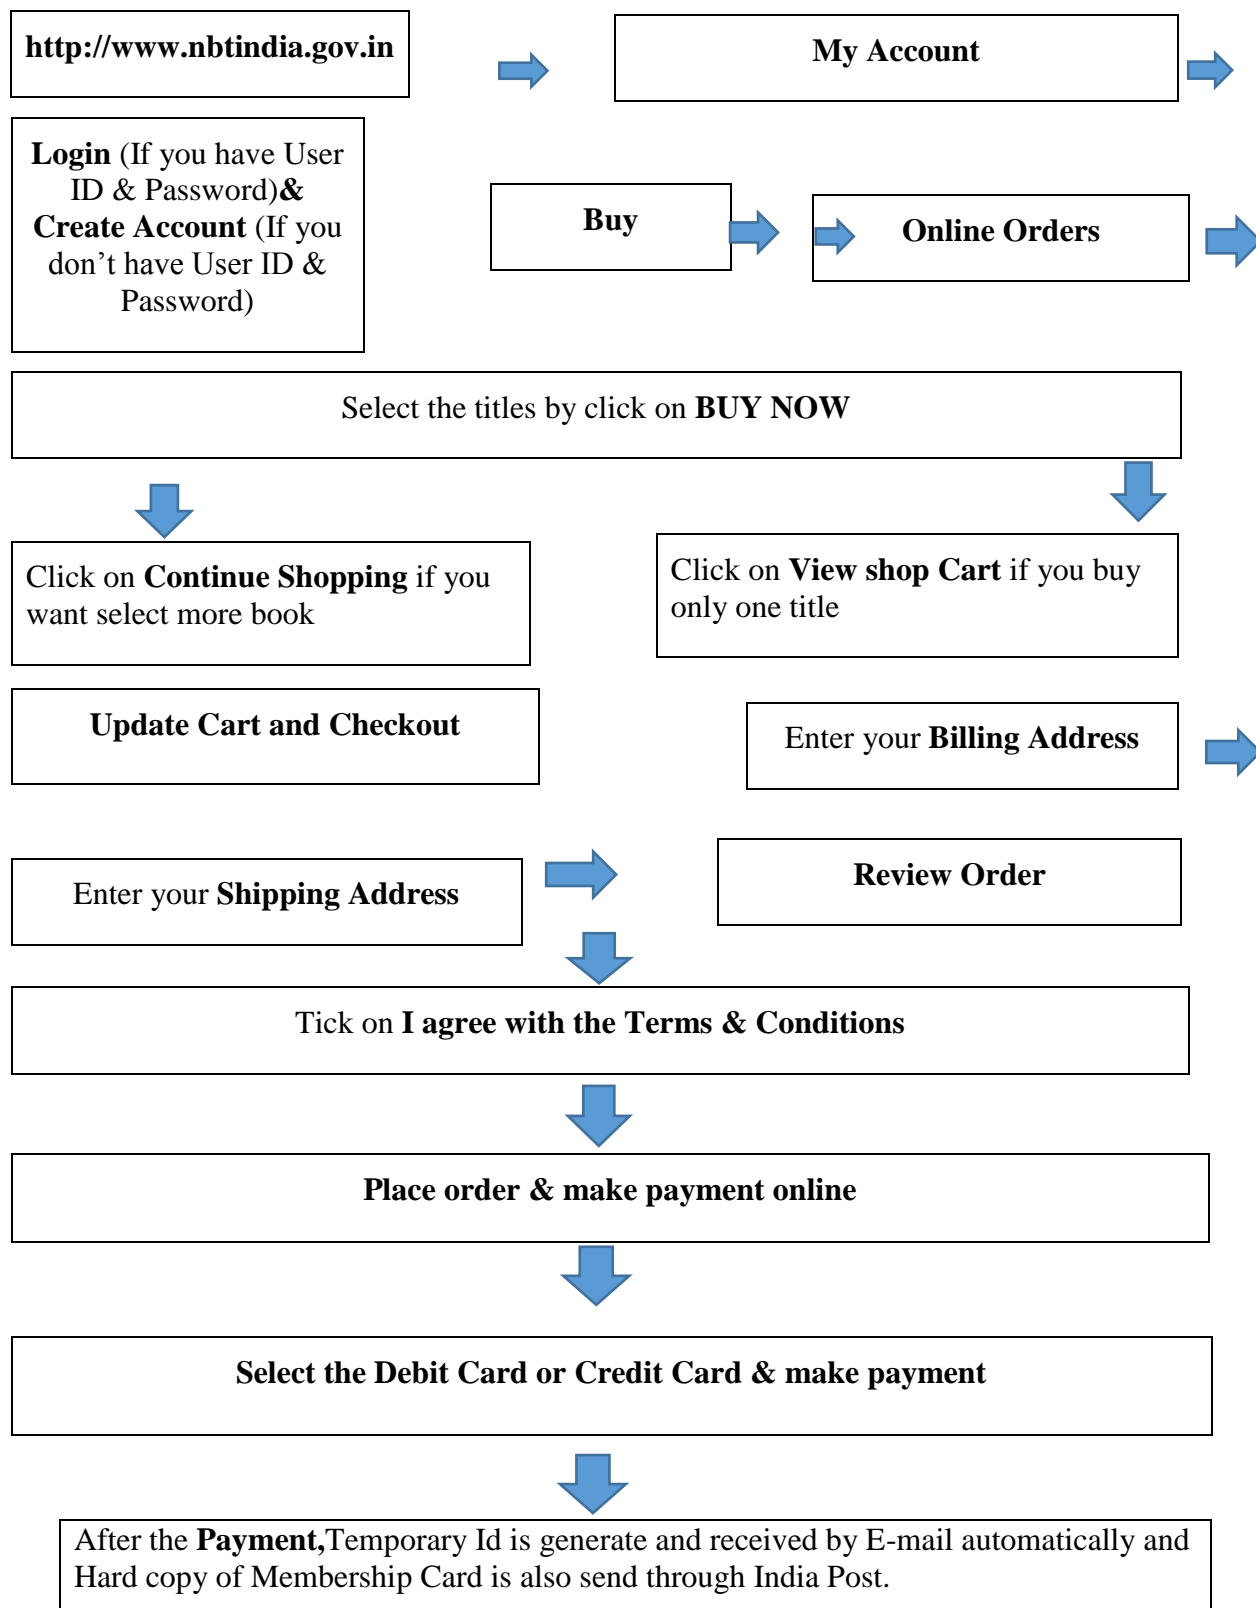 http://www.nbtindia.gov.in
My Account
Login (If you have User
ID & Password)&
Create Account (If you
don’t have User ID &
Password)
Buy
Online Orders
Select the titles by click on BUY NOW
Click on Continue Shopping if you
want select more book
Click on View shop Cart if you buy
only one title
Update Cart and Checkout
Enter your Billing Address
Enter your Shipping Address
Review Order
Tick on I agree with the Terms & Conditions
Place order & make payment online
Select the Debit Card or Credit Card & make payment
After the Payment,Temporary Id is generate and received by E-mail automatically and
Hard copy of Membership Card is also send through India Post.